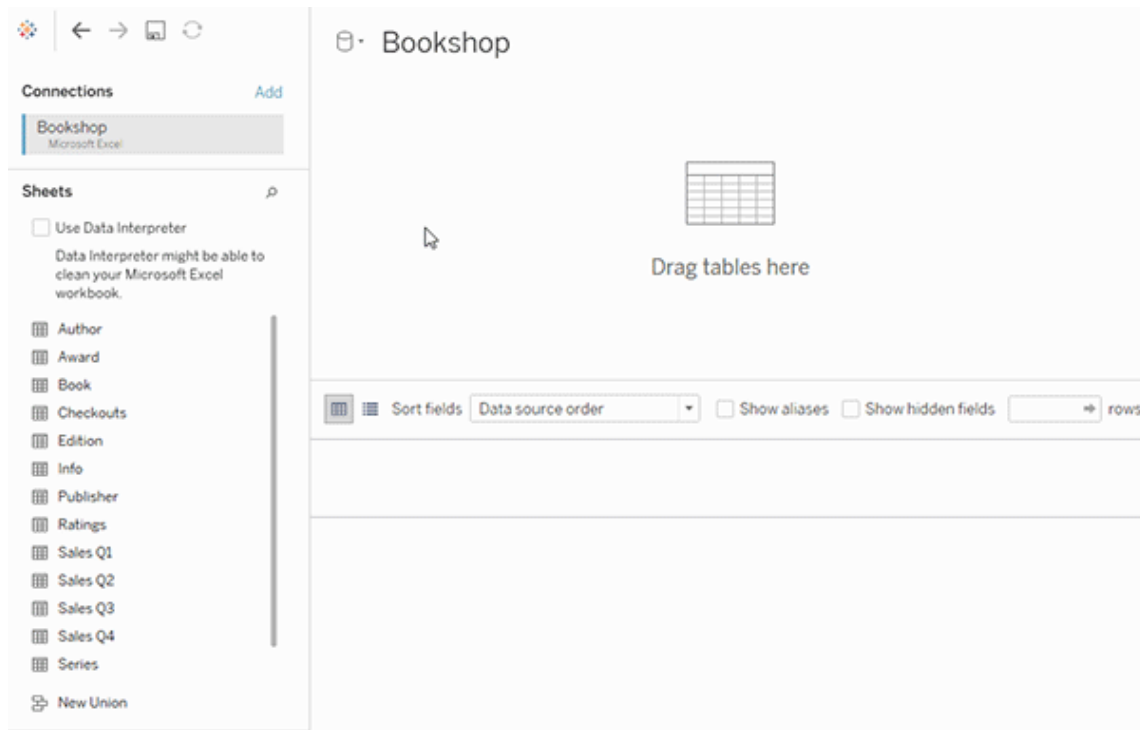 Bookshop
Connections Add
Bookshop
Microsoft Excel
Sheets
Use Data Interpreter
Data Interpreter might be able to
clean your Microsoft Excel
workbook.
Author
Award
Book
Checkouts
Edition
Info
Publisher
Ratings
Sales Q1
Sales Q2
Sales Q3
Sales Q4
Series
New Union
Drag tables here
Sort fields Data source order Show aliases Show hidden fields rows